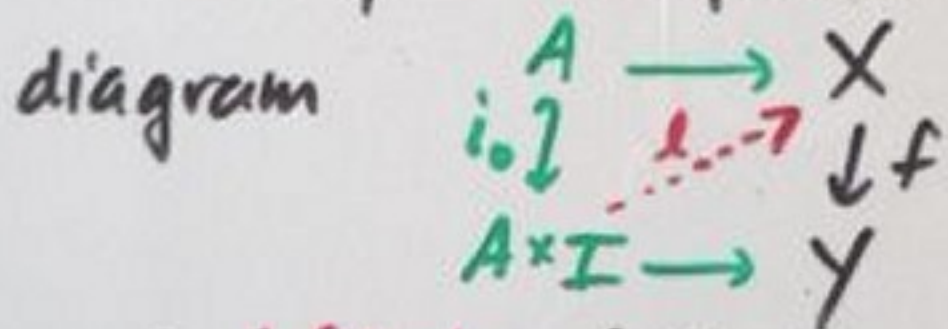 diagram A → X
i₀ l ↓ f
A × I → Y